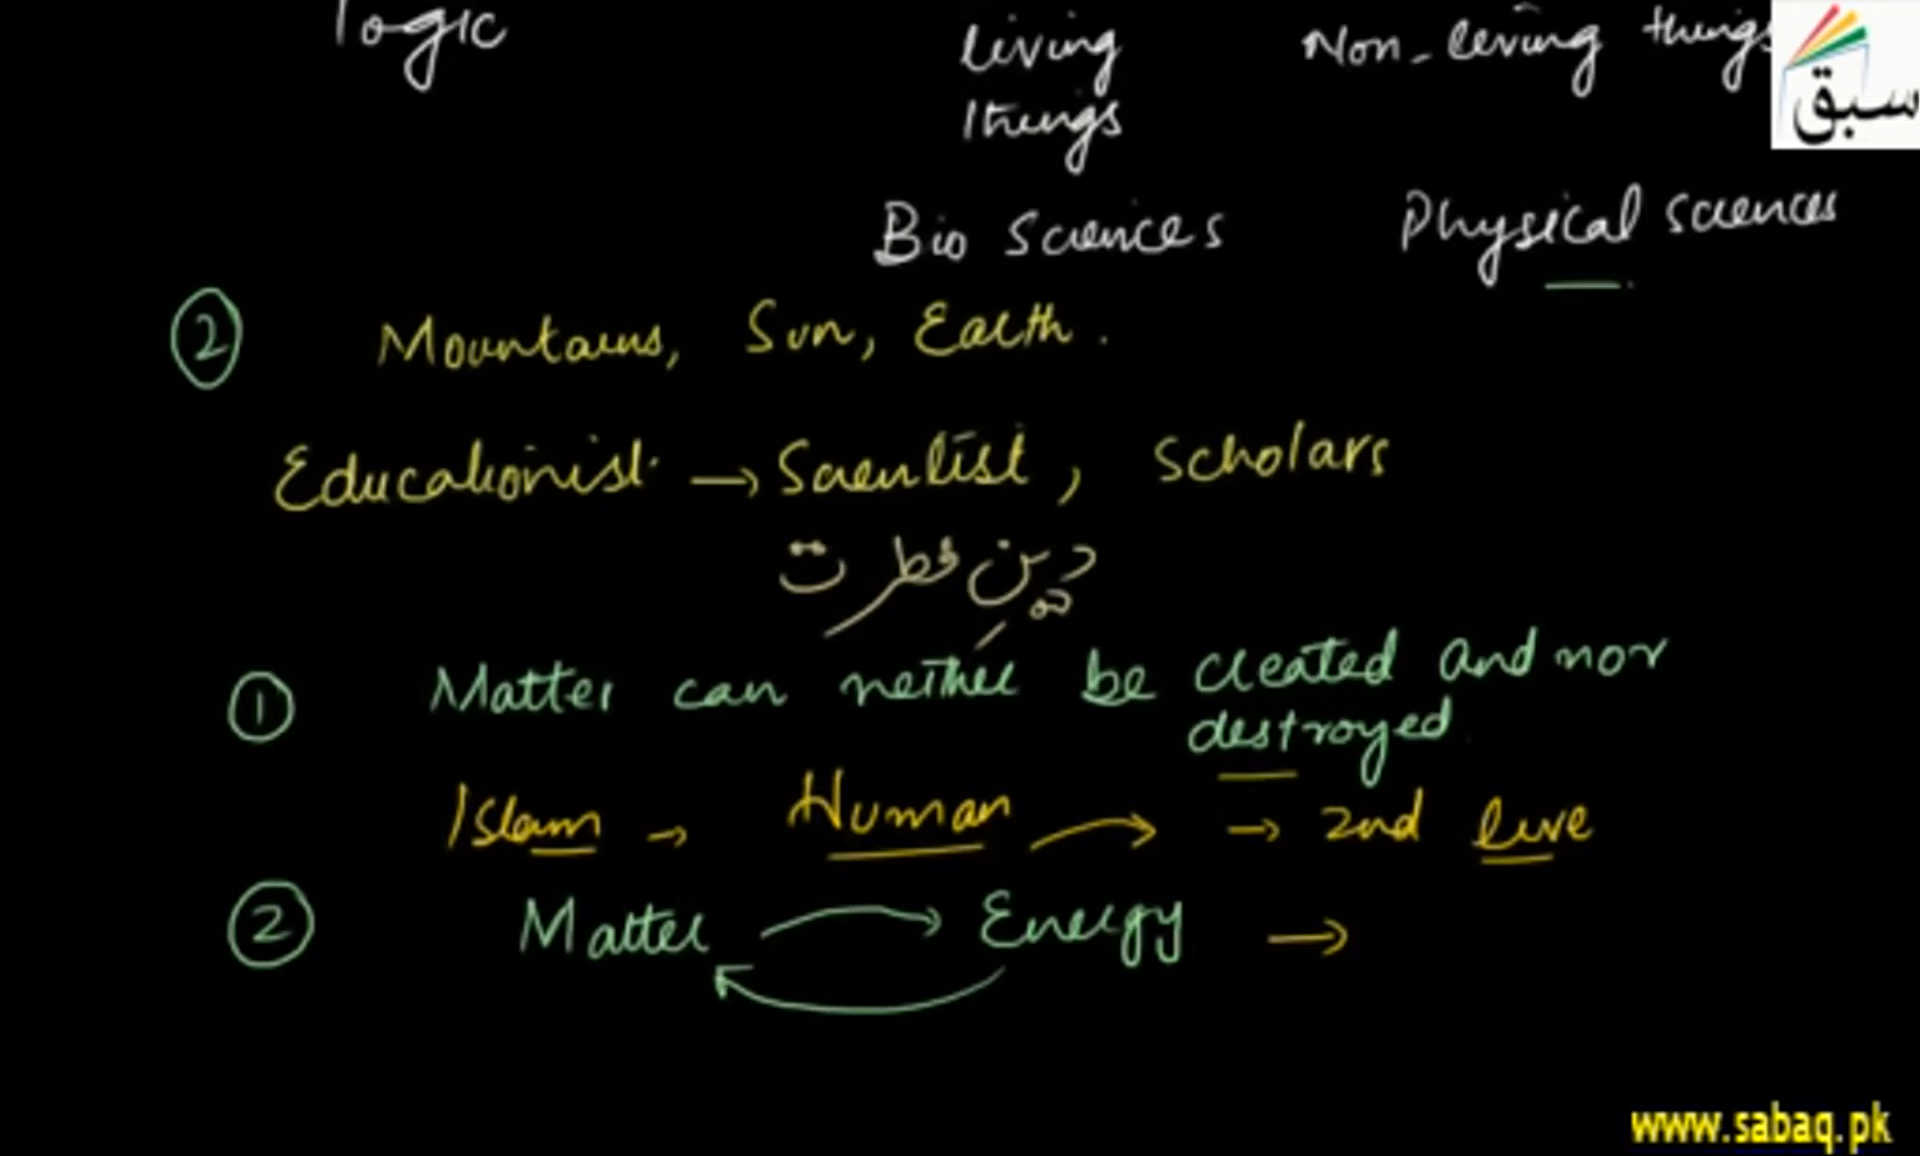 logic
Living Non-living things
things
سبق
Bio Sciences Physical sciences
② Mountains, Sun, Earth.
Educationist → Scientist, Scholars
دینِ فطرت
① Matter can neither be created and nor
destroyed
Islam → Human → → 2nd live
② Matter → Energy →
www.sabaq.pk